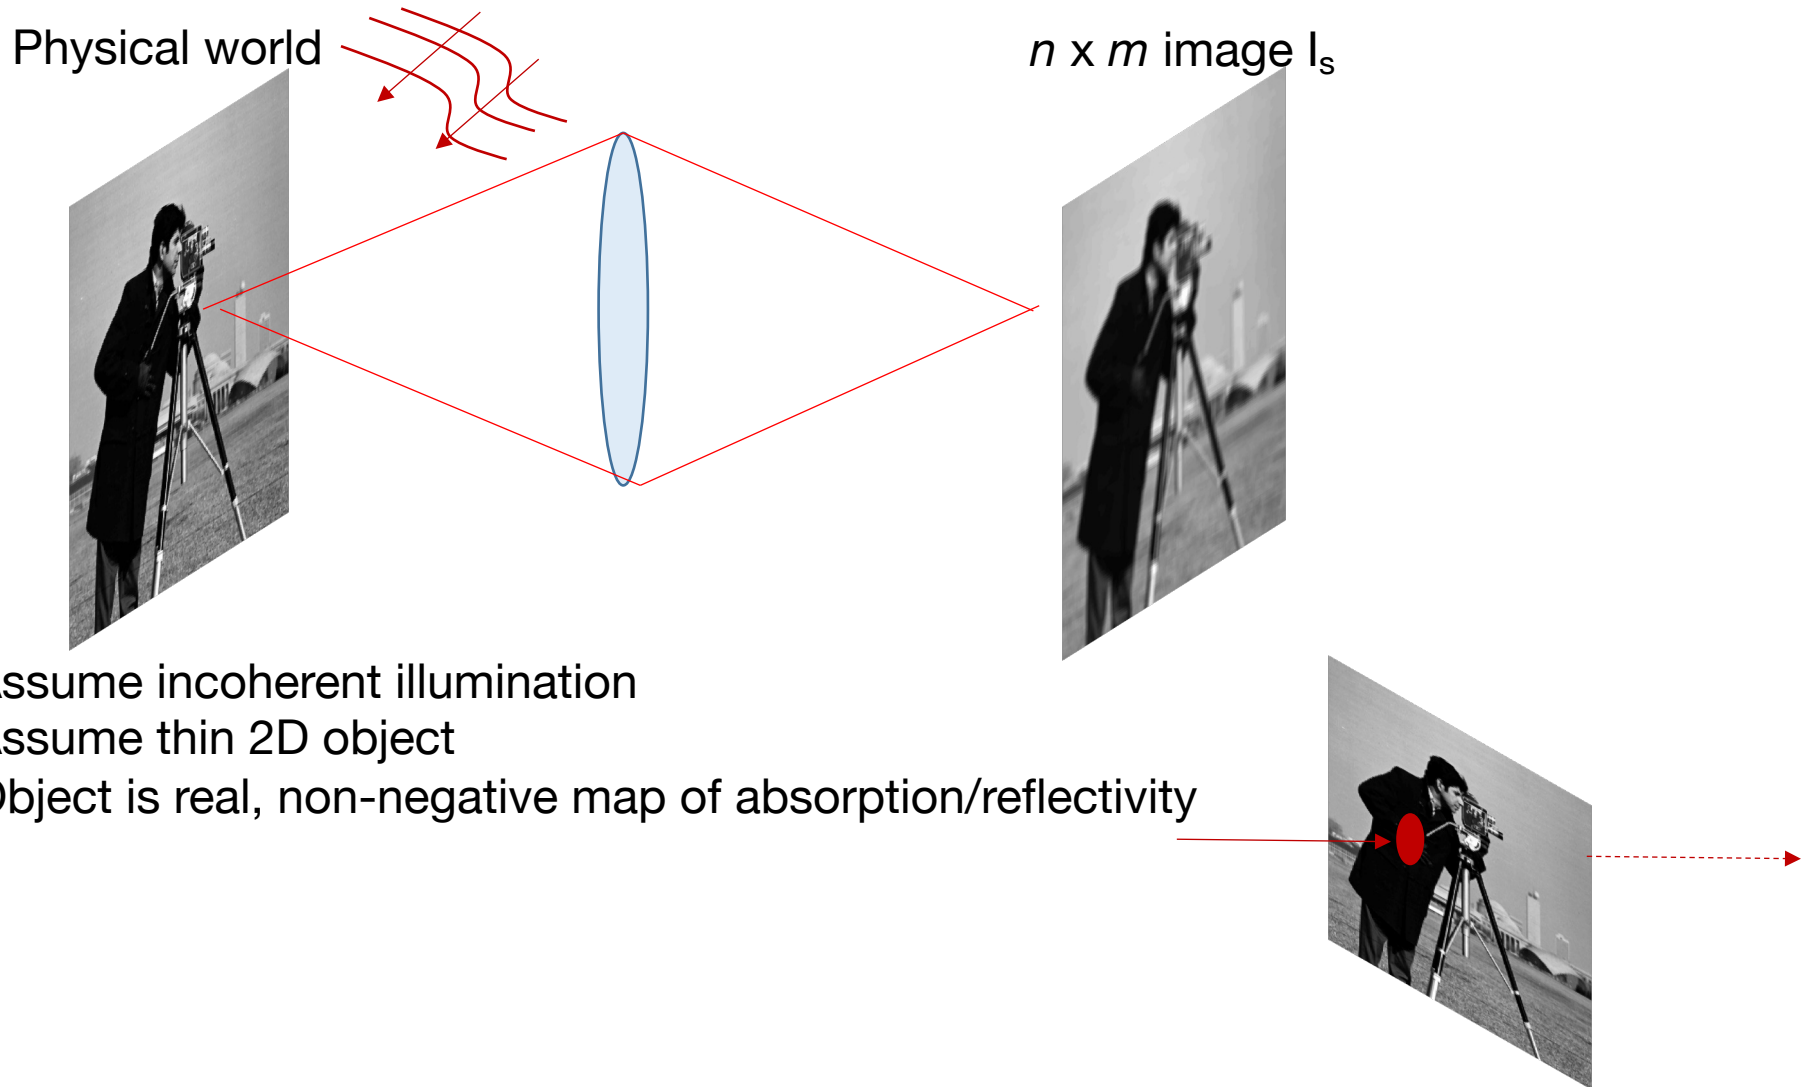 Physical world
n x m image Iₛ
ssume incoherent illumination
ssume thin 2D object
Object is real, non-negative map of absorption/reflectivity